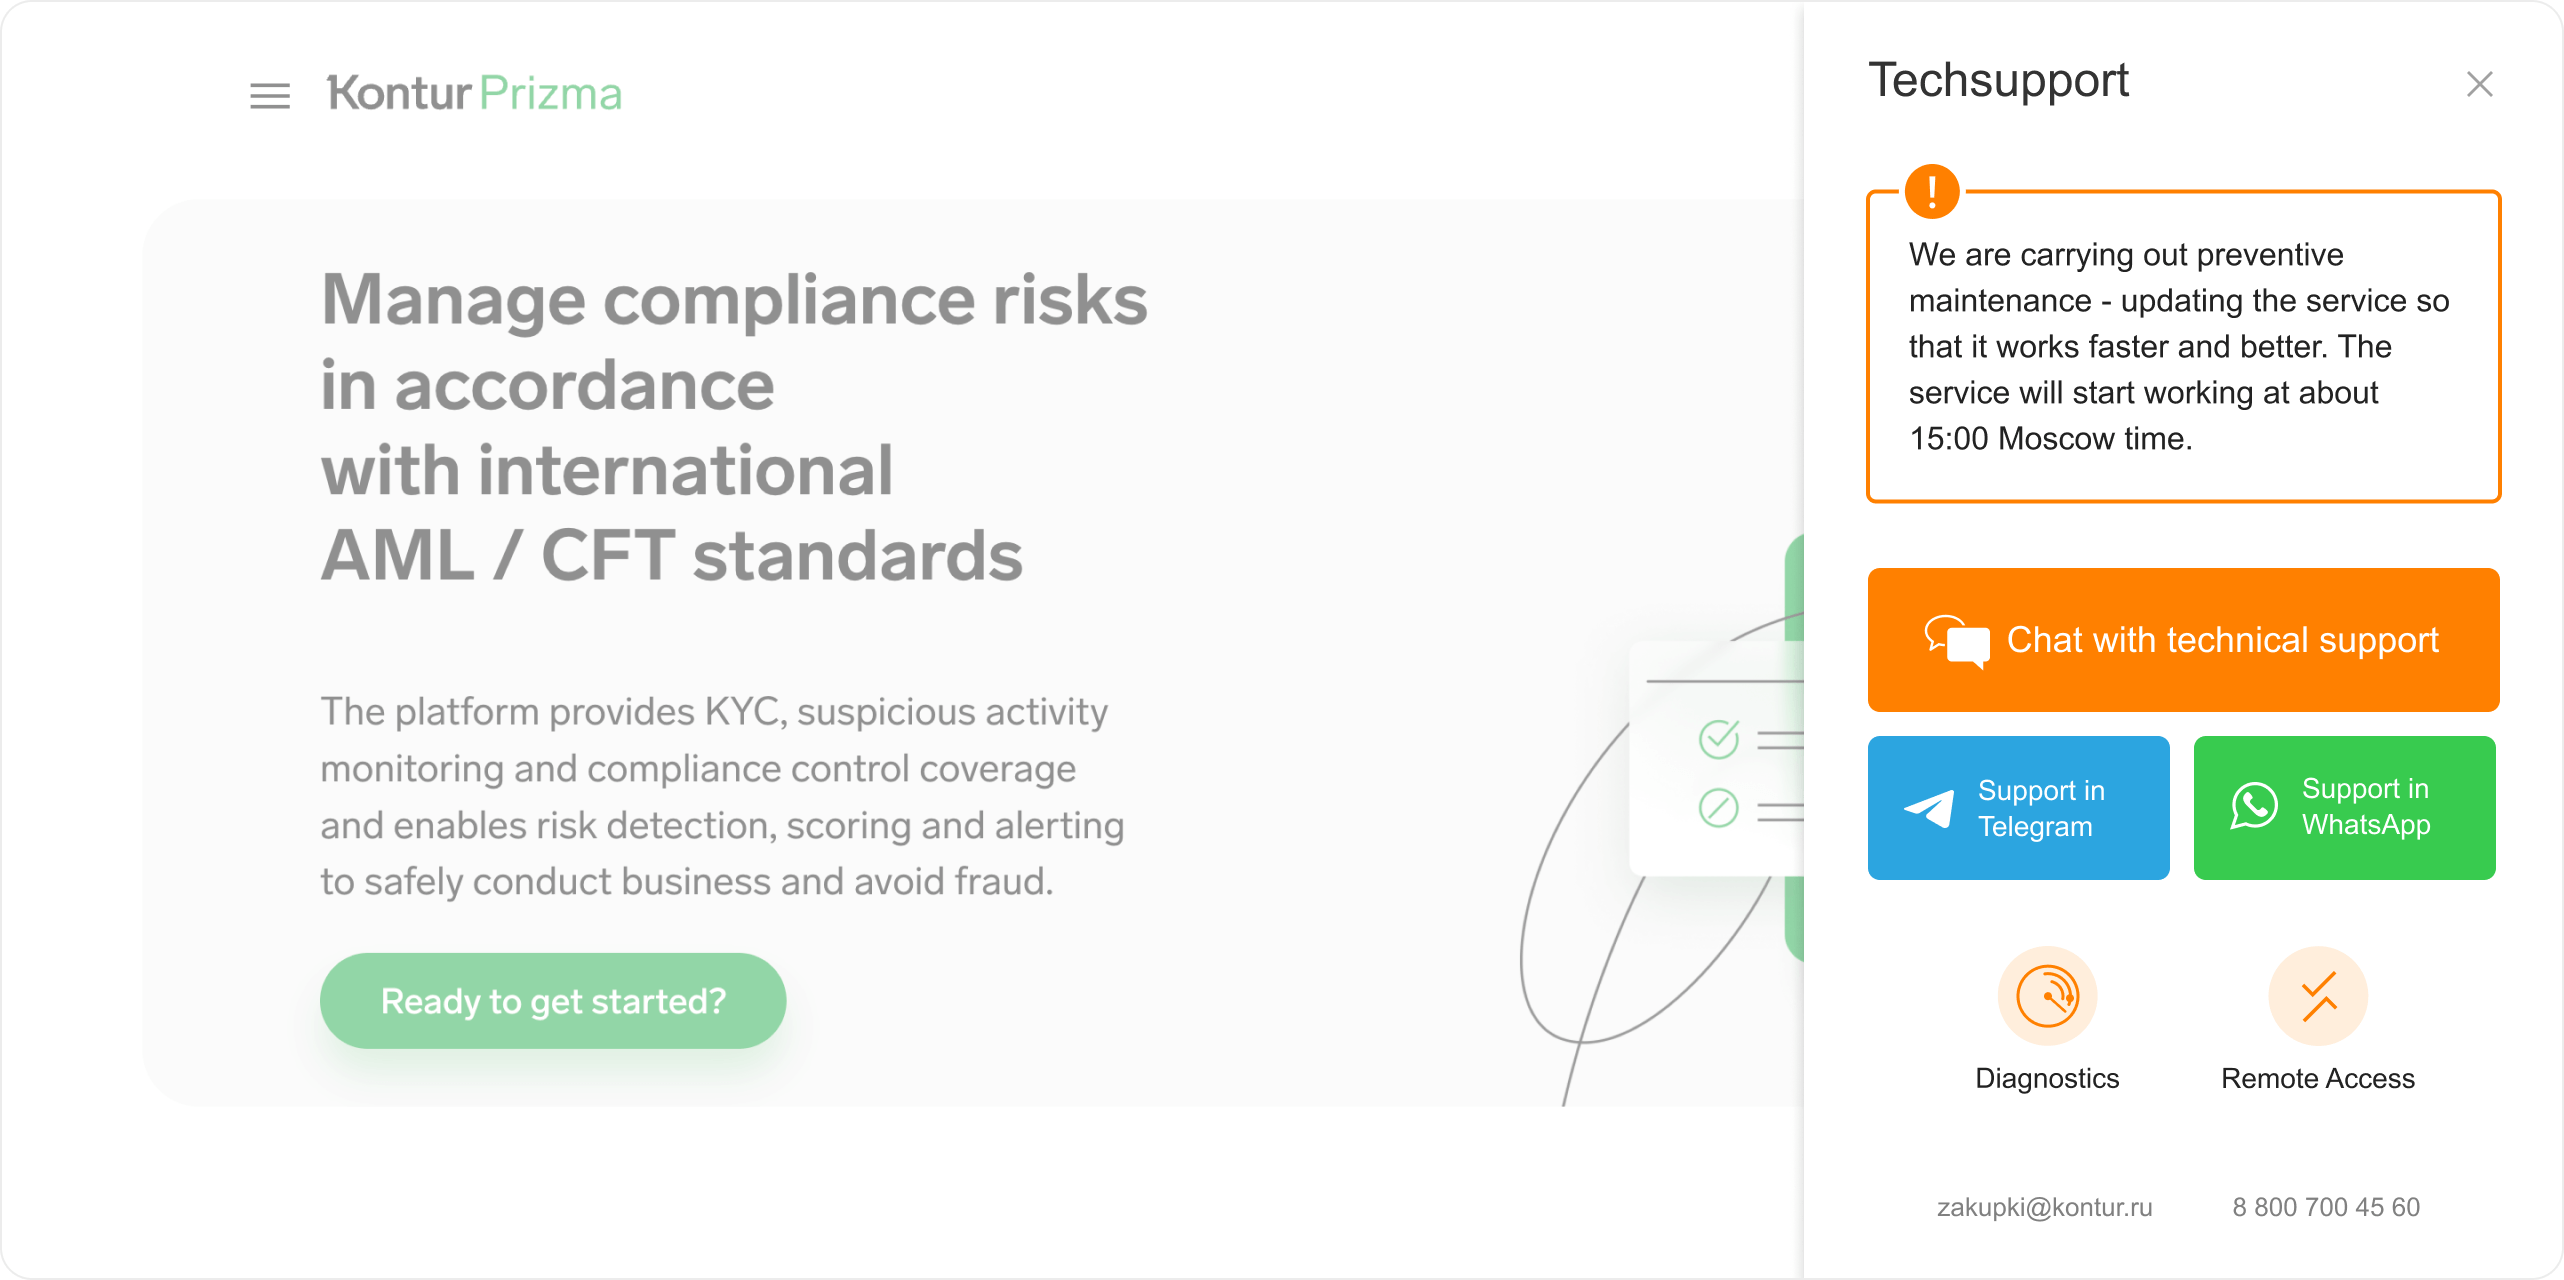 Kontur Prizma
Manage compliance risks
in accordance
with international
AML / CFT standards
The platform provides KYC, suspicious activity
monitoring and compliance control coverage
and enables risk detection, scoring and alerting
to safely conduct business and avoid fraud.
Ready to get started?
Techsupport
!
We are carrying out preventive
maintenance - updating the service so
that it works faster and better. The
service will start working at about
15:00 Moscow time.
Chat with technical support
Support in
Telegram
Support in
WhatsApp
Diagnostics
Remote Access
zakupki@kontur.ru
8 800 700 45 60